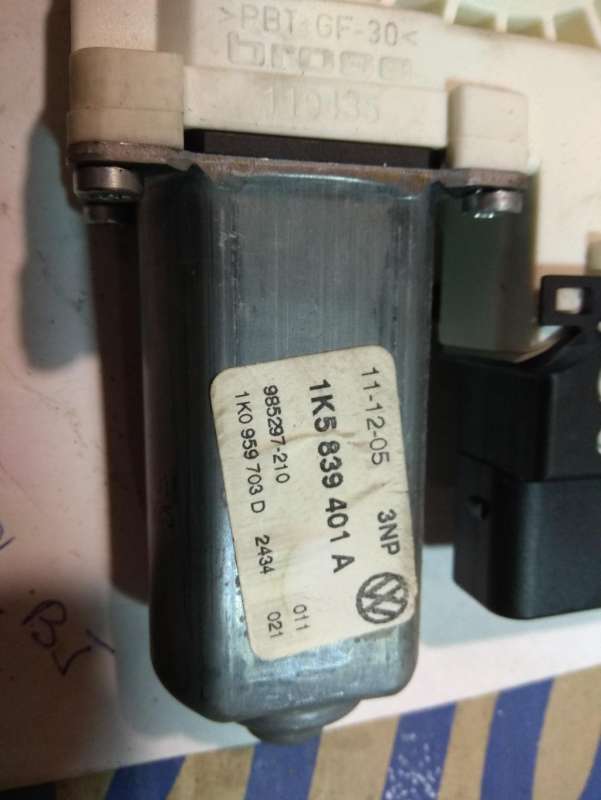 >PBT-GF-30<
brose
119435
11-12-05 3NP
1K5 839 401 A
985297-210 011
1K0 959 703 D 2434 021